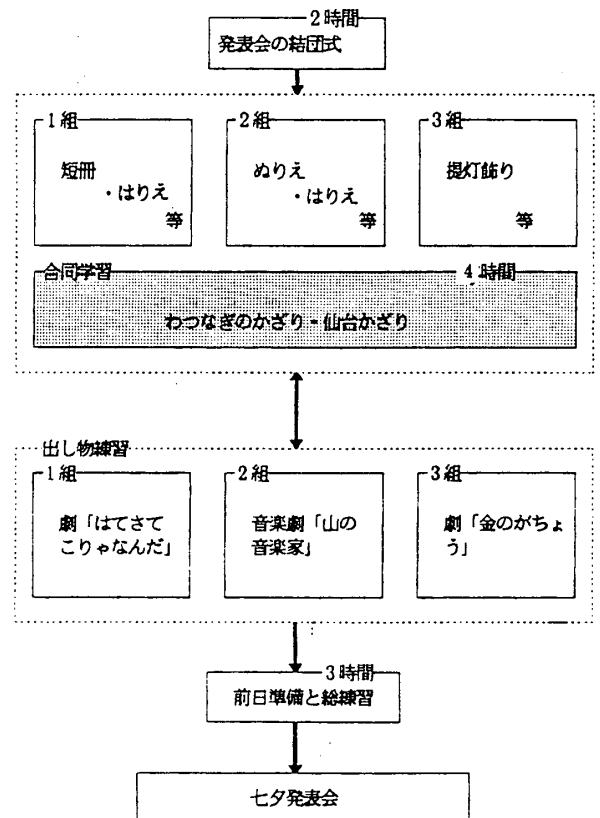 2時間
発表会の結団式
1組
短冊
・はりえ
等
2組
ぬりえ
・はりえ
等
3組
提灯飾り
等
合同学習
4時間
わつなぎのかざり・仙台かざり
出し物練習
1組
劇「はてさて
こりゃなんだ」
2組
音楽劇「山の
音楽家」
3組
劇「金のがちょ
う」
3時間
前日準備と総練習
七夕発表会